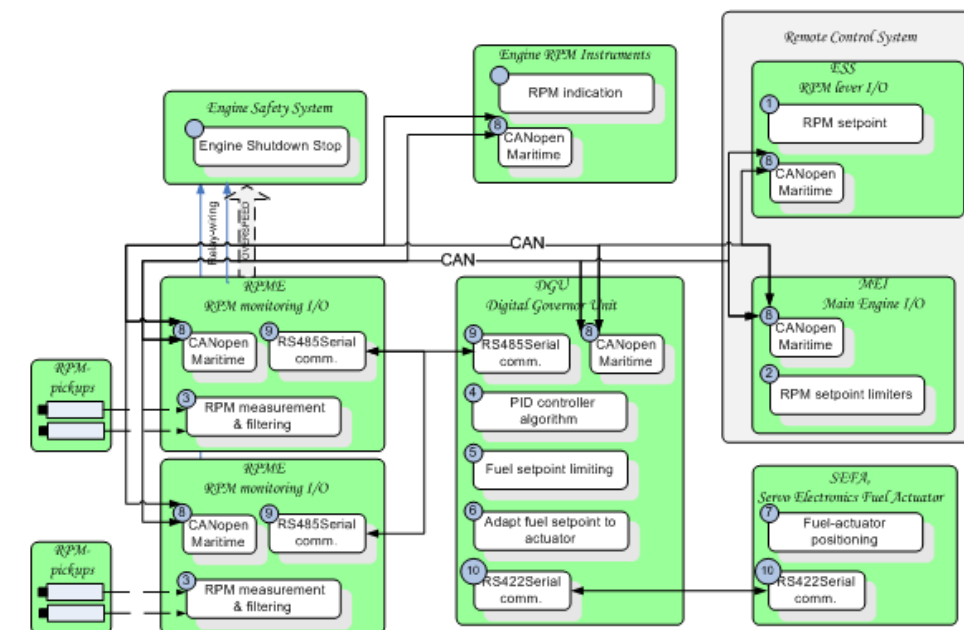 Remote Control System
Engine RPM Instruments
RPM indication
8
CANopen
Maritime
ESS
RPM lever I/O
1
RPM setpoint
8
CANopen
Maritime
Engine Safety System
Engine Shutdown Stop
Relay-wiring
OVERSPEED
CAN
CAN
RPME
RPM monitoring I/O
8
CANopen
Maritime
9
RS485Serial
comm.
3
RPM measurement
& filtering
RPM-
pickups
DGU
Digital Governor Unit
9
RS485Serial
comm.
8
CANopen
Maritime
4
PID controller
algorithm
5
Fuel setpoint limiting
6
Adapt fuel setpoint to
actuator
10
RS422Serial
comm.
MEI
Main Engine I/O
8
CANopen
Maritime
2
RPM setpoint limiters
RPME
RPM monitoring I/O
8
CANopen
Maritime
9
RS485Serial
comm.
3
RPM measurement
& filtering
RPM-
pickups
SEFA,
Servo Electronics Fuel Actuator
7
Fuel-actuator
positioning
10
RS422Serial
comm.